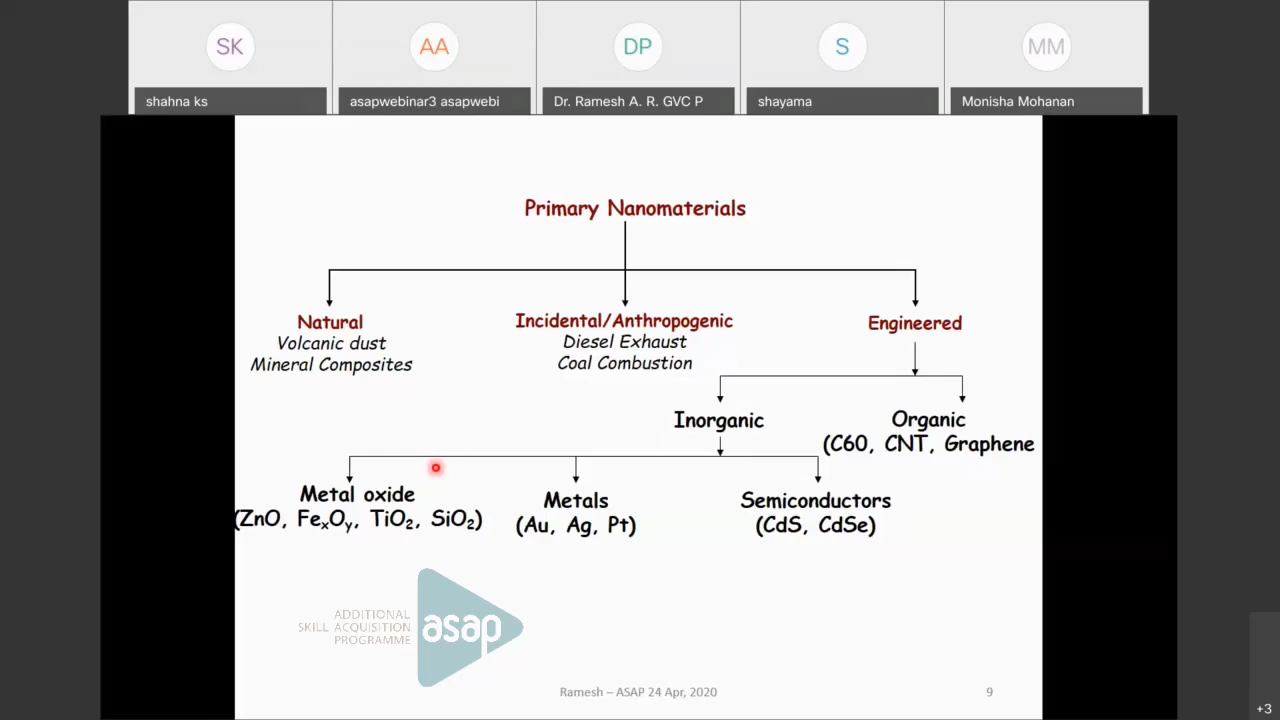 SK
AA
DP
S
MM
shahna ks
asapwebinar3 asapwebi
Dr. Ramesh A. R. GVC P
shayama
Monisha Mohanan
Primary Nanomaterials
Natural
Volcanic dust
Mineral Composites
Incidental/Anthropogenic
Diesel Exhaust
Coal Combustion
Engineered
Inorganic
Organic
(C60, CNT, Graphene
Metal oxide
(ZnO, FeₓOᵧ, TiO₂, SiO₂)
Metals
(Au, Ag, Pt)
Semiconductors
(CdS, CdSe)
ADDITIONAL
SKILL ACQUISITION
PROGRAMME
asap
Ramesh – ASAP 24 Apr, 2020
9
+3